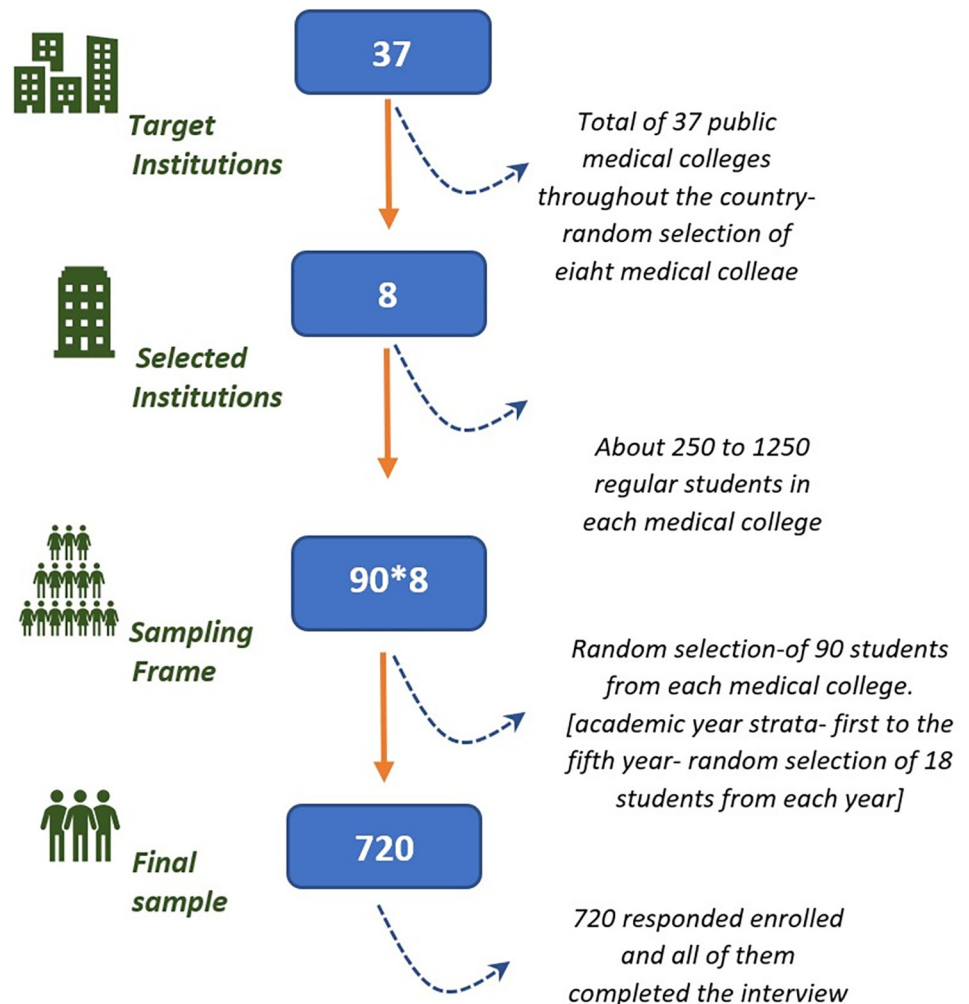 37
Target
Institutions
Total of 37 public
medical colleges
throughout the country-
random selection of
eiaht medical colleae
8
Selected
Institutions
About 250 to 1250
regular students in
each medical college
90*8
Sampling
Frame
Random selection-of 90 students
from each medical college.
[academic year strata- first to the
fifth year- random selection of 18
students from each year]
720
Final
sample
720 responded enrolled
and all of them
completed the interview